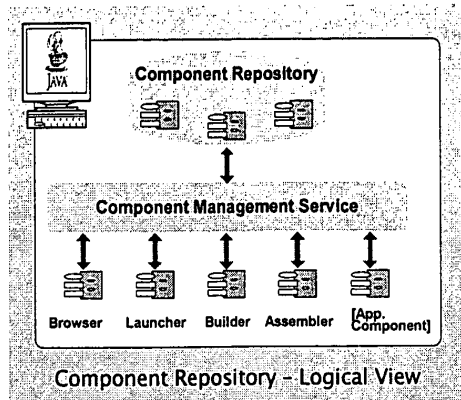 JAVA
Component Repository
Component Management Service
Browser Launcher Builder Assembler [App. Component]
Component Repository – Logical View